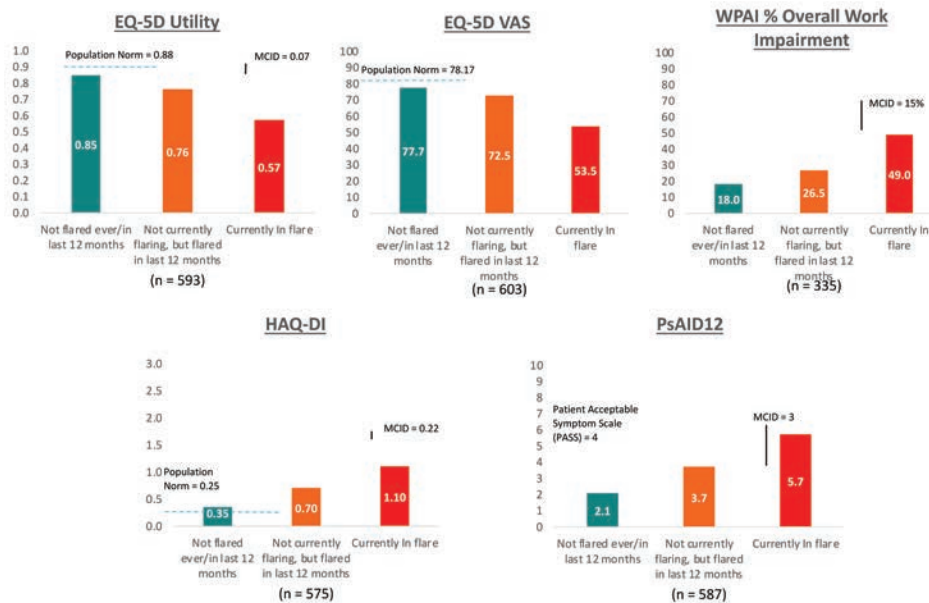 EQ-5D Utility
Population Norm = 0.88
MCID = 0.07
1.0
0.9
0.8
0.7
0.6
0.5
0.4
0.3
0.2
0.1
0.0
0.85
0.76
0.57
Not flared ever/in
last 12 months
Not currently
flaring, but flared
in last 12 months
Currently In flare
(n = 593)
EQ-5D VAS
Population Norm = 78.17
100
90
80
70
60
50
40
30
20
10
0
77.7
72.5
53.5
Not flared
ever/in last 12
months
Not currently
flaring, but
flared in last 12
months
Currently In
flare
(n = 603)
WPAI % Overall Work
Impairment
MCID = 15%
100
90
80
70
60
50
40
30
20
10
0
18.0
26.5
49.0
Not flared
ever/in last 12
months
Not currently
flaring, but
flared in last 12
months
Currently In
flare
(n = 335)
HAQ-DI
3.0
2.5
2.0
1.5
1.0
0.5
0.0
MCID = 0.22
Population
Norm = 0.25
0.35
0.70
1.10
Not flared
ever/in last 12
months
Not currently
flaring, but flared
in last 12 months
Currently In flare
(n = 575)
PsAID12
10
9
8
7
6
5
4
3
2
1
0
Patient Acceptable
Symptom Scale
(PASS) = 4
MCID = 3
2.1
3.7
5.7
Not flared ever/in
last 12 months
Not currently
flaring, but flared
in last 12 months
Currently In flare
(n = 587)